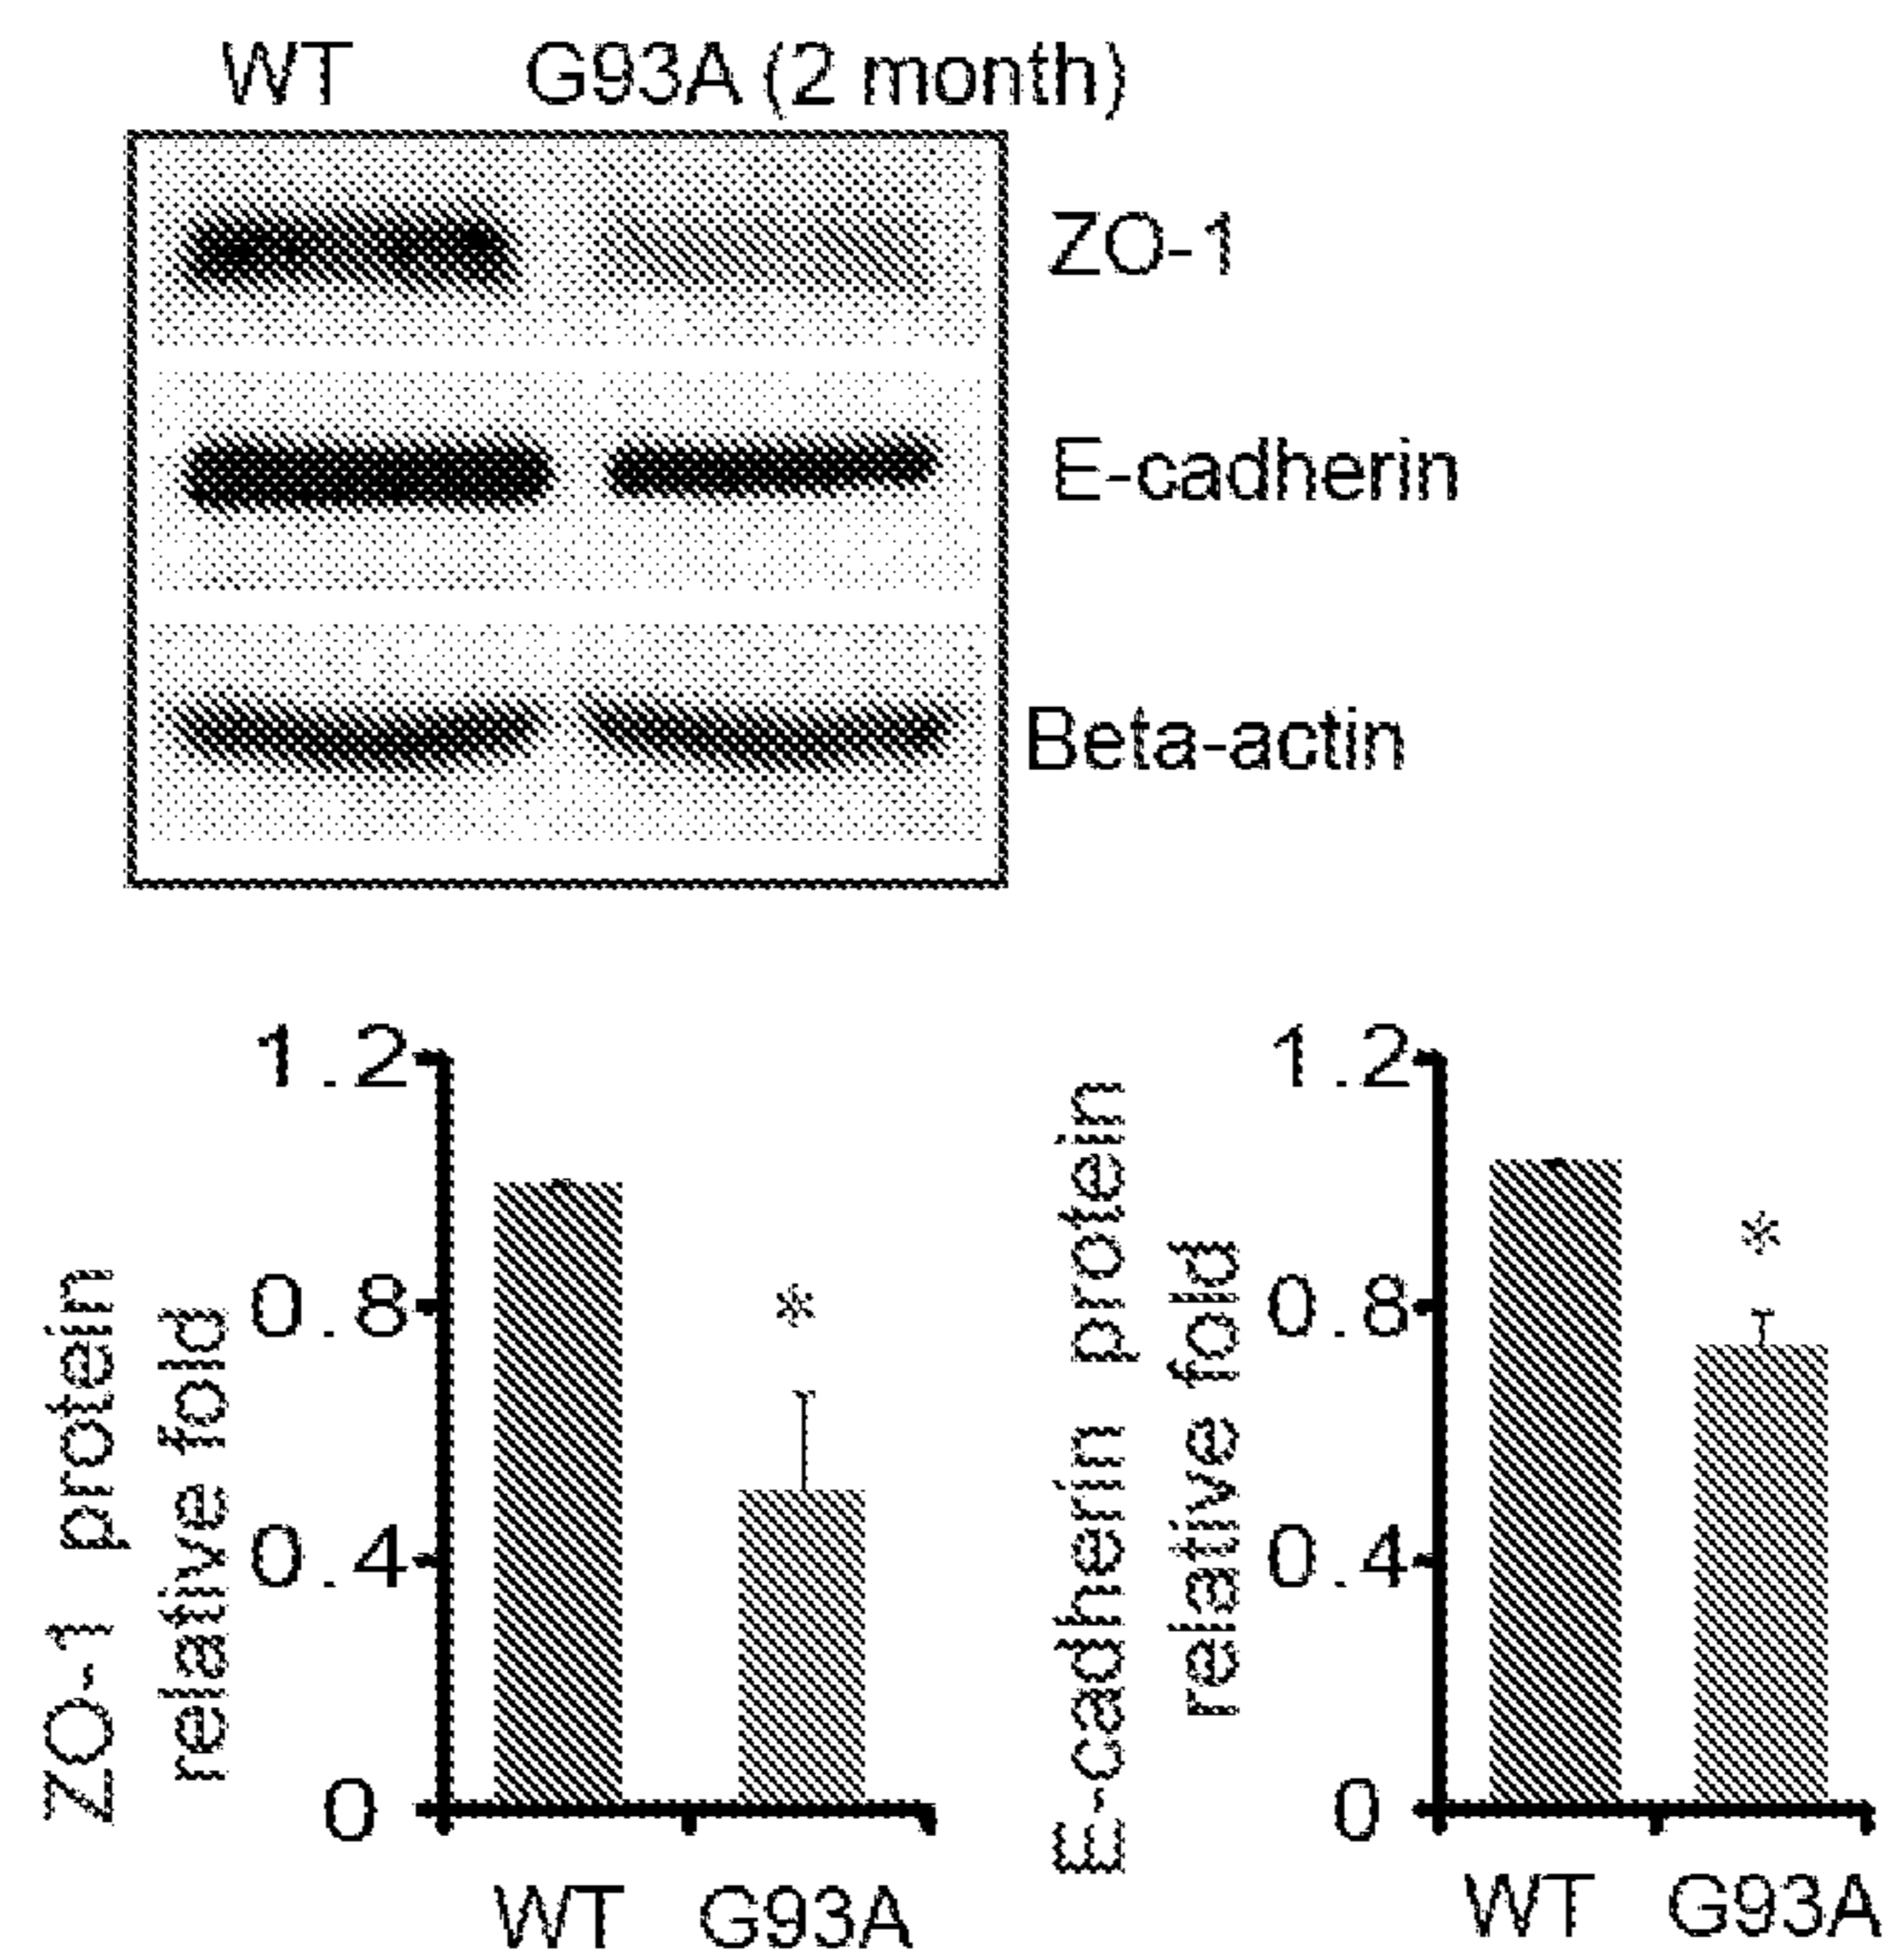 WT G93A (2 month)
ZO-1
E-cadherin
Beta-actin
ZO-1 protein
relative fold
1.2
0.8
0.4
0
*
WT G93A
E-cadherin protein
relative fold
1.2
0.8
0.4
0
*
WT G93A